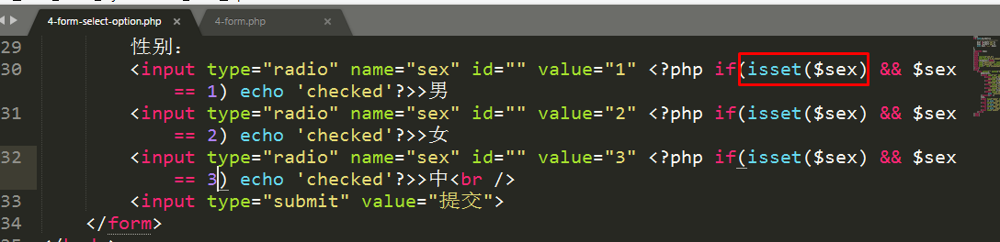 4-form-select-option.php × 4-form.php ×
29 性别：
30 <input type="radio" name="sex" id="" value="1" <?php if(isset($sex) && $sex
== 1) echo 'checked'?>>男
31 <input type="radio" name="sex" id="" value="2" <?php if(isset($sex) && $sex
== 2) echo 'checked'?>>女
32 <input type="radio" name="sex" id="" value="3" <?php if(isset($sex) && $sex
== 3) echo 'checked'?>>中<br />
33 <input type="submit" value="提交">
34 </form>